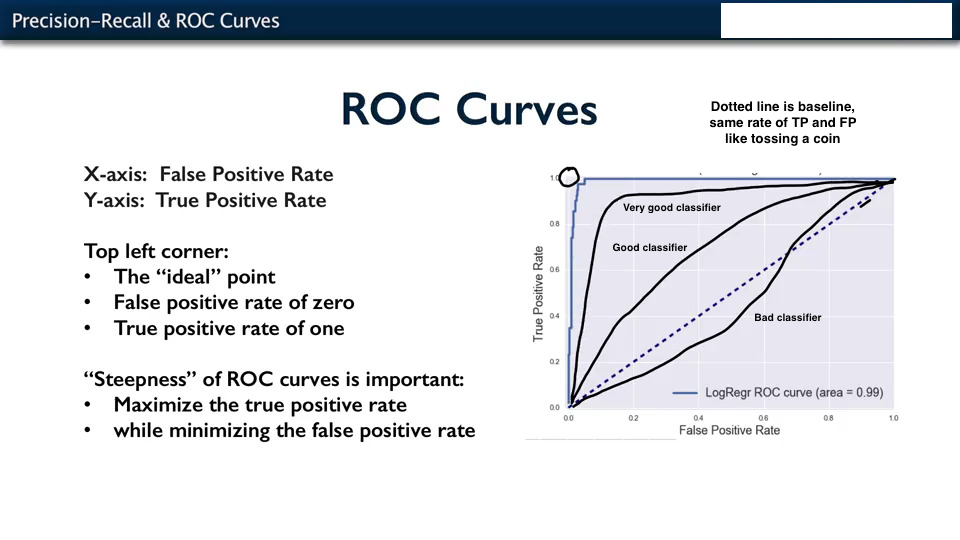 Precision-Recall & ROC Curves
ROC Curves
Dotted line is baseline,
same rate of TP and FP
like tossing a coin
X-axis: False Positive Rate
Y-axis: True Positive Rate
Top left corner:
• The “ideal” point
• False positive rate of zero
• True positive rate of one
“Steepness” of ROC curves is important:
• Maximize the true positive rate
• while minimizing the false positive rate
1.0
0.8
0.6
0.4
0.2
0.0
True Positive Rate
Very good classifier
Good classifier
Bad classifier
LogRegr ROC curve (area = 0.99)
0.0 0.2 0.4 0.6 0.8 1.0
False Positive Rate